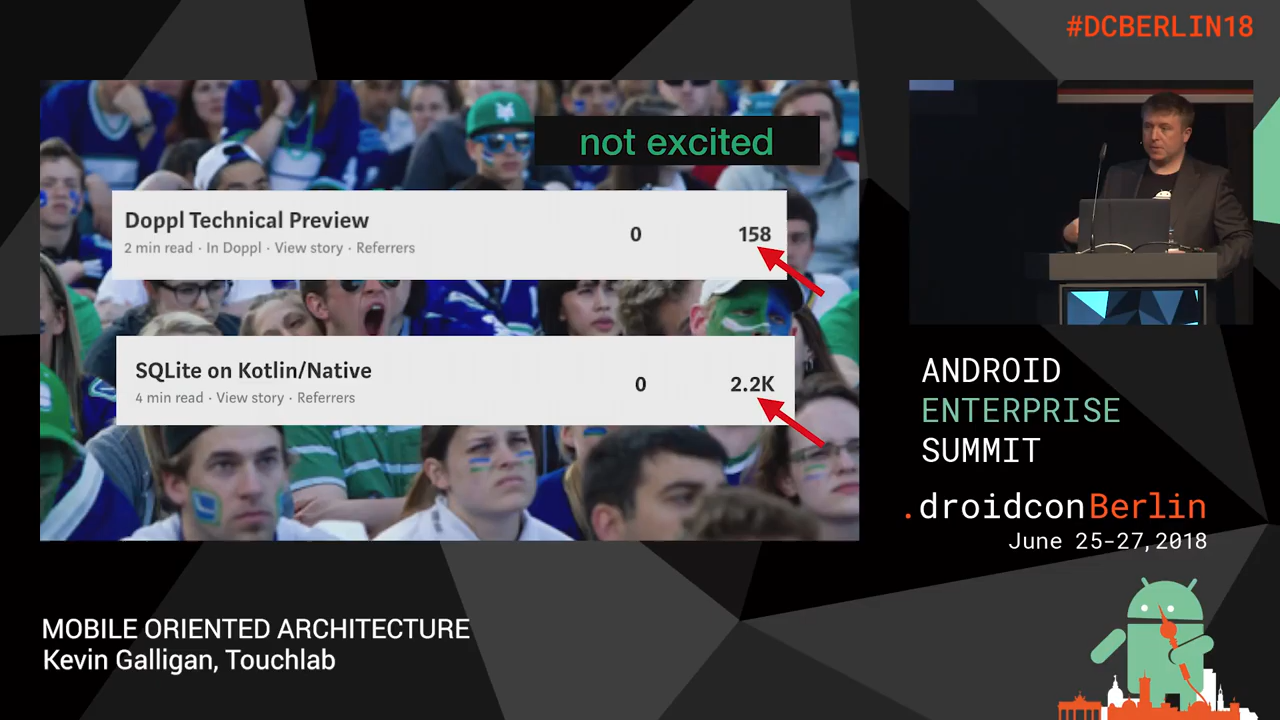 #DCBERLIN18
not excited
Doppl Technical Preview
0
158
2 min read · In Doppl · View story · Referrers
SQLite on Kotlin/Native
0
2.2K
4 min read · View story · Referrers
ANDROID
ENTERPRISE
SUMMIT
.droidconBerlin
June 25-27, 2018
MOBILE ORIENTED ARCHITECTURE
Kevin Galligan, Touchlab